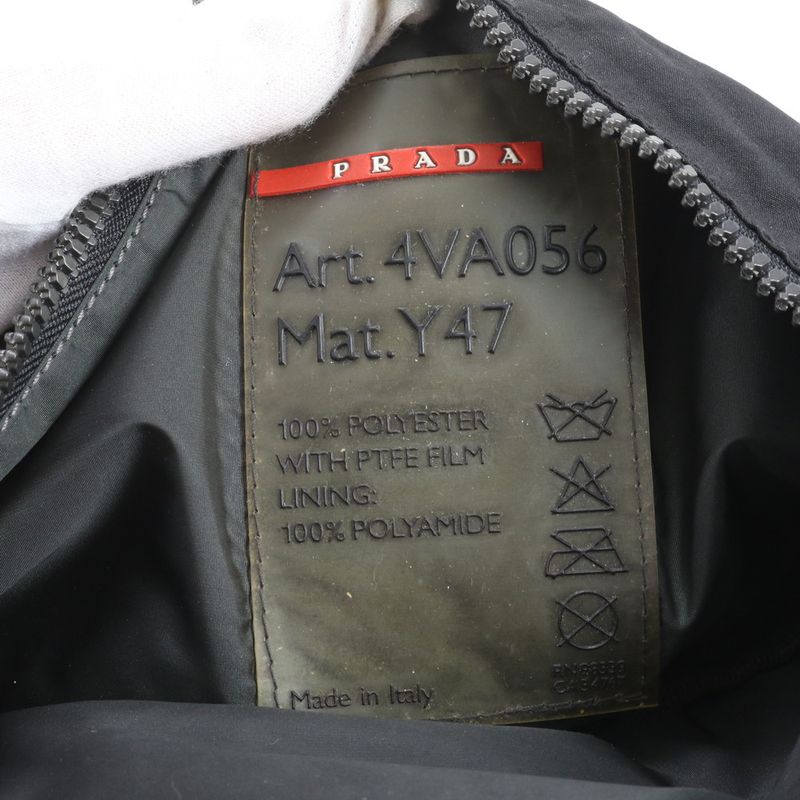 PRADA
Art. 4VA056
Mat. Y47
100% POLYESTER
WITH PTFE FILM
LINING:
100% POLYAMIDE
Made in Italy